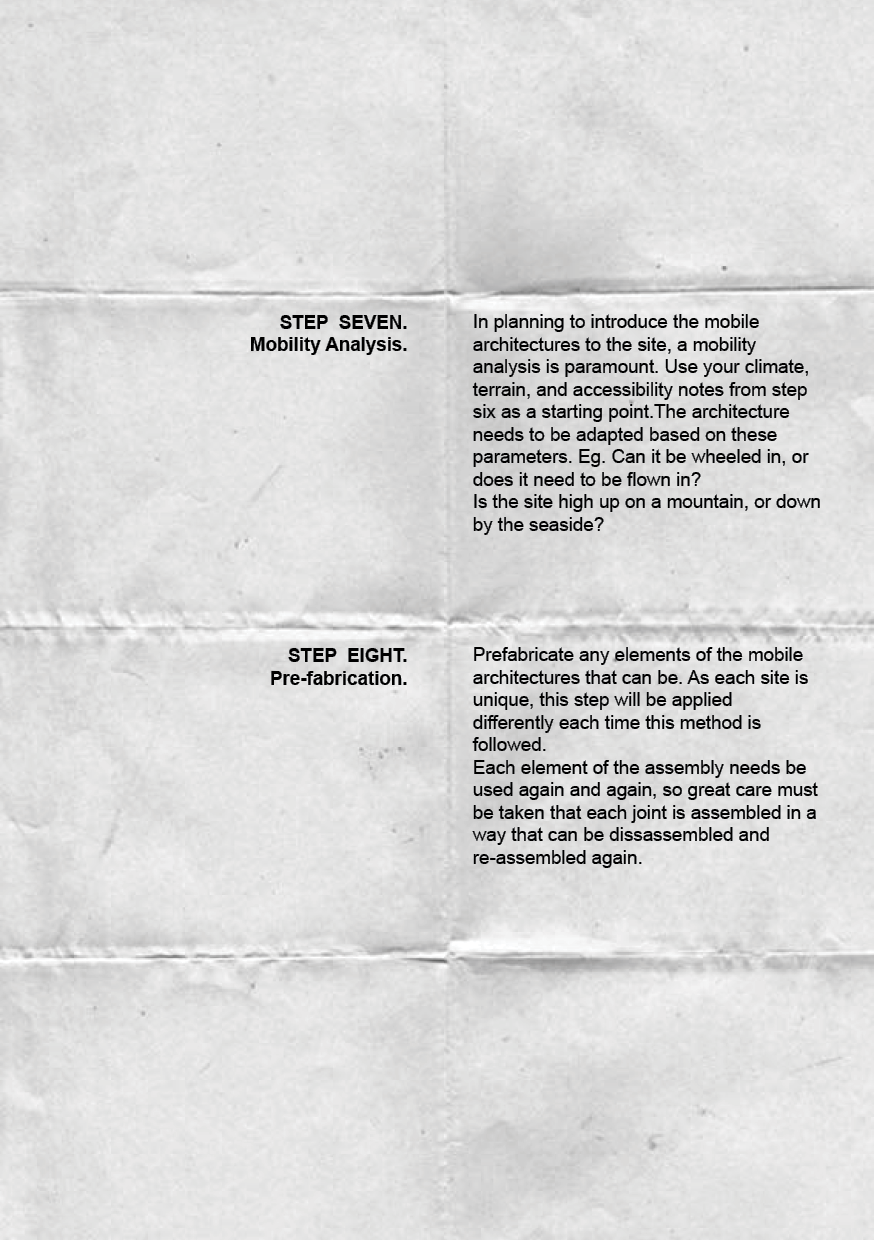 STEP  SEVEN.
Mobility Analysis.
In planning to introduce the mobile
architectures to the site, a mobility
analysis is paramount. Use your climate,
terrain, and accessibility notes from step
six as a starting point.The architecture
needs to be adapted based on these
parameters. Eg. Can it be wheeled in, or
does it need to be flown in?
Is the site high up on a mountain, or down
by the seaside?
STEP  EIGHT.
Pre-fabrication.
Prefabricate any elements of the mobile
architectures that can be. As each site is
unique, this step will be applied
differently each time this method is
followed.
Each element of the assembly needs be
used again and again, so great care must
be taken that each joint is assembled in a
way that can be dissassembled and
re-assembled again.